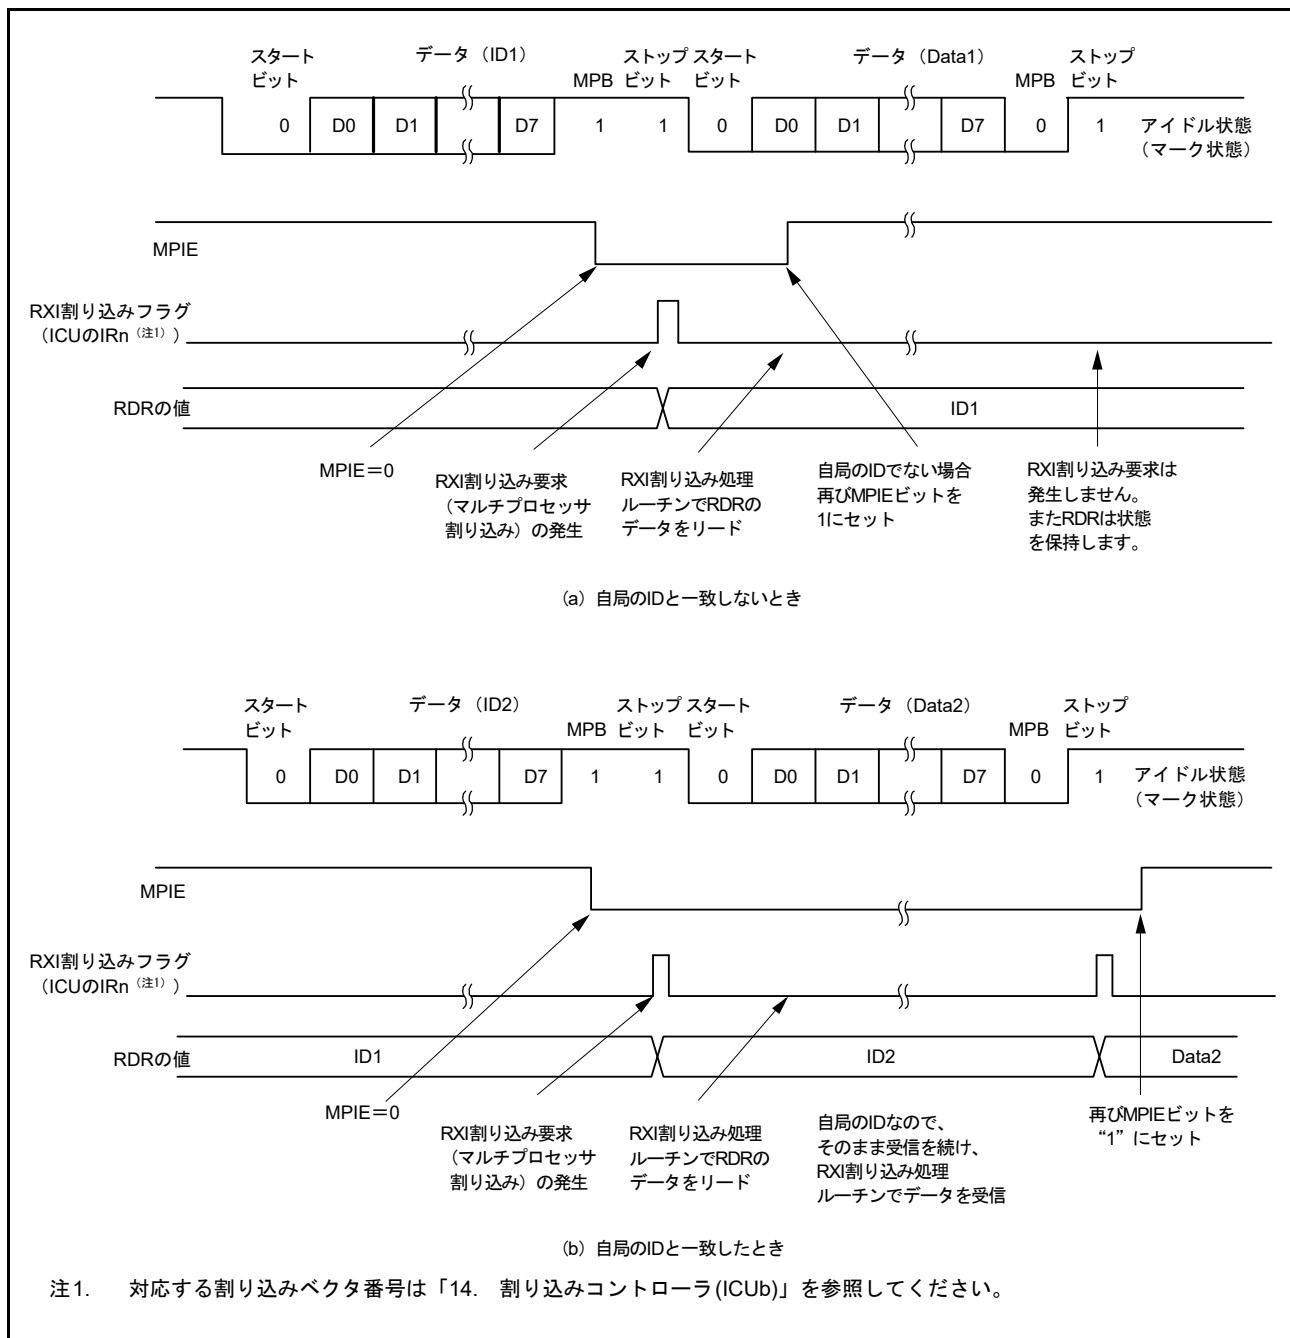 スタート
ビット
データ（ID1）
MPB
ストップ
ビット
スタート
ビット
データ（Data1）
MPB
ストップ
ビット
0 D0 D1 D7 1 1 0 D0 D1 D7 0 1
アイドル状態
（マーク状態）
MPIE
RXI割り込みフラグ
（ICUのIRn（注1））
RDRの値
ID1
MPIE＝0
RXI割り込み要求
（マルチプロセッサ
割り込み）の発生
RXI割り込み処理
ルーチンでRDRの
データをリード
自局のIDでない場合
再びMPIEビットを
1にセット
RXI割り込み要求は
発生しません。
またRDRは状態
を保持します。
(a) 自局のIDと一致しないとき
スタート
ビット
データ（ID2）
MPB
ストップ
ビット
スタート
ビット
データ（Data2）
MPB
ストップ
ビット
0 D0 D1 D7 1 1 0 D0 D1 D7 0 1
アイドル状態
（マーク状態）
MPIE
RXI割り込みフラグ
（ICUのIRn（注1））
RDRの値
ID1
ID2
Data2
MPIE＝0
RXI割り込み要求
（マルチプロセッサ
割り込み）の発生
RXI割り込み処理
ルーチンでRDRの
データをリード
自局のIDなので、
そのまま受信を続け、
RXI割り込み処理
ルーチンでデータを受信
再びMPIEビットを
“1”にセット
(b) 自局のIDと一致したとき
注1. 対応する割り込みベクタ番号は「14. 割り込みコントローラ(ICUb)」を参照してください。